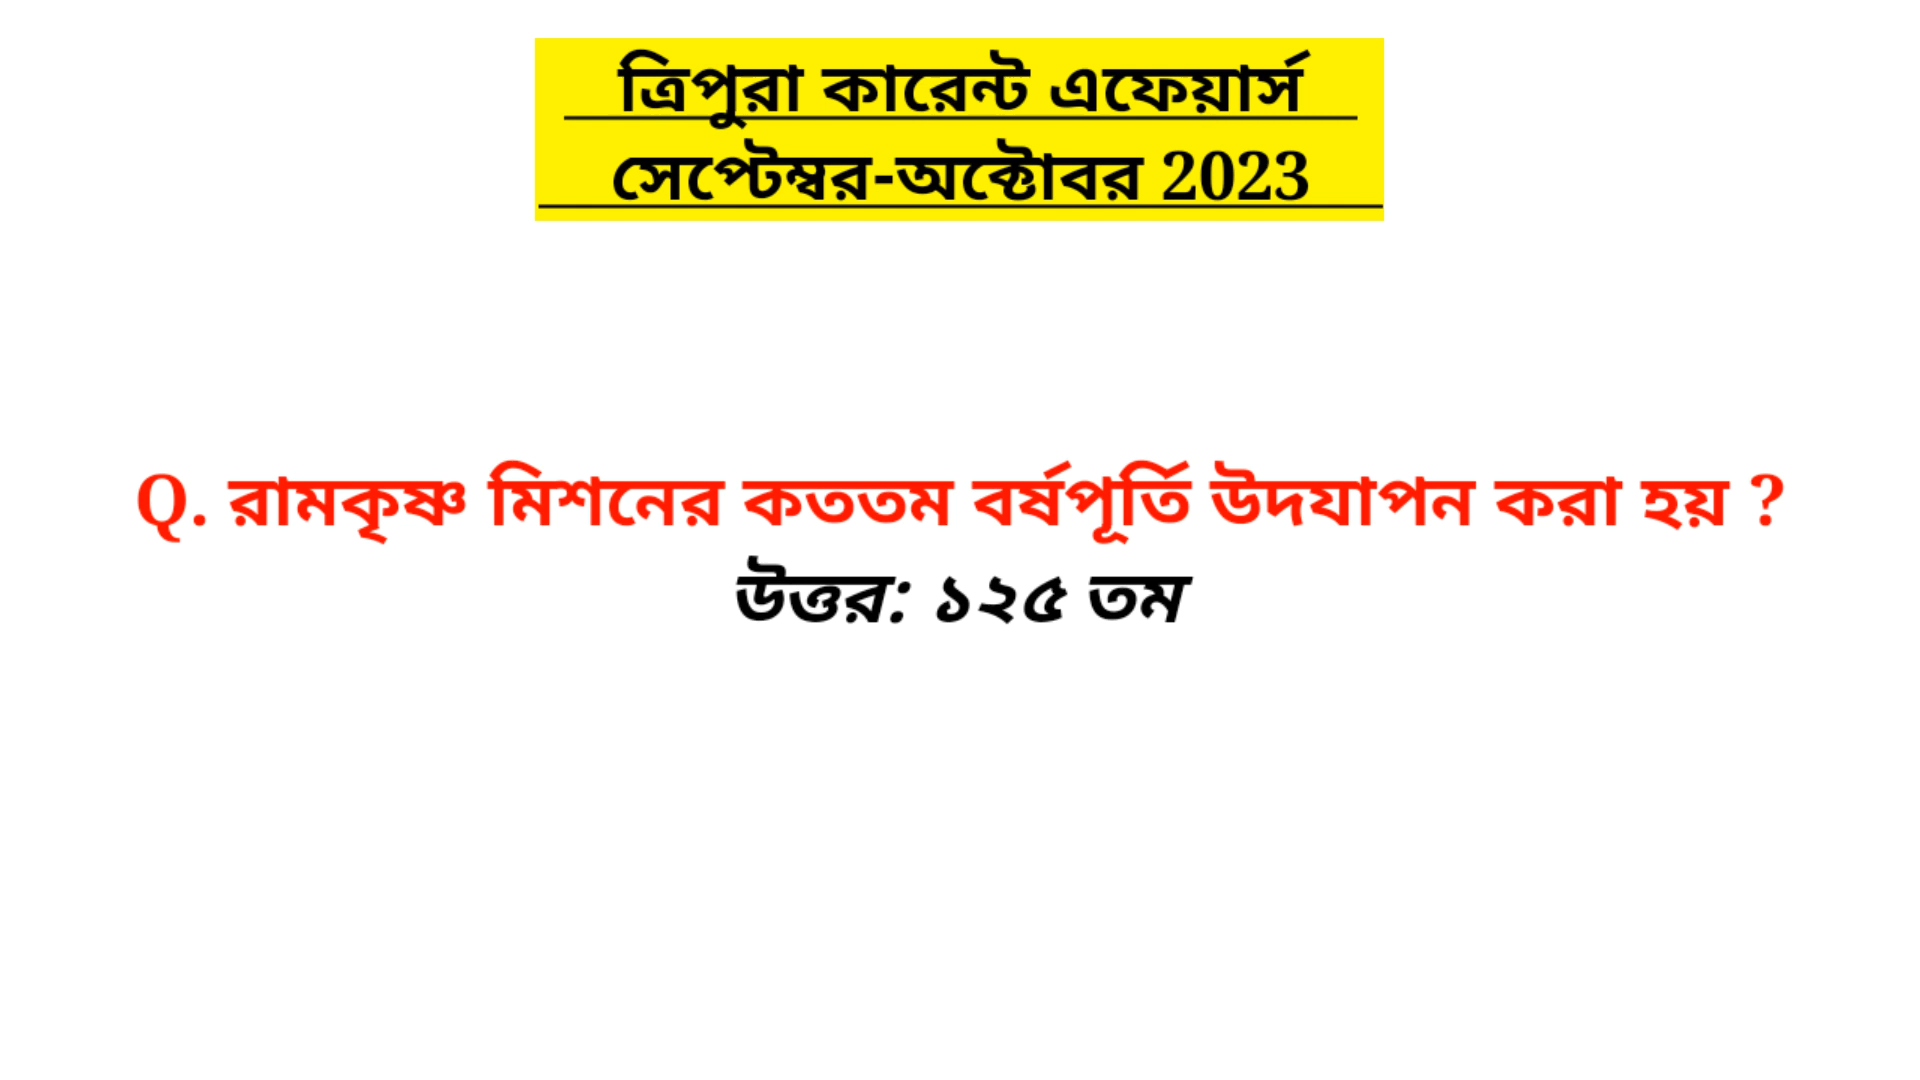 ত্রিপুরা কারেন্ট এফেয়ার্স
সেপ্টেম্বর-অক্টোবর 2023
Q. রামকৃষ্ণ মিশনের কততম বর্ষপূর্তি উদযাপন করা হয় ?
উত্তর: ১২৫ তম